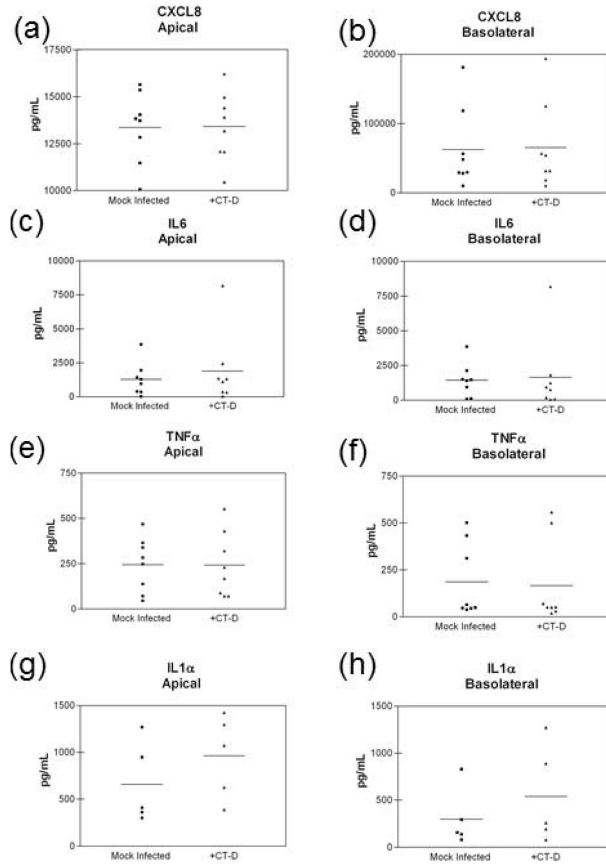 (a)
CXCL8
Apical
17500
15000
12500
10000
pg/mL
Mock Infected
+CT-D
(b)
CXCL8
Basolateral
200000
100000
0
pg/mL
Mock Infected
+CT-D
(c)
IL6
Apical
10000
7500
5000
2500
0
pg/mL
Mock Infected
+CT-D
(d)
IL6
Basolateral
10000
7500
5000
2500
0
pg/mL
Mock Infected
+CT-D
(e)
TNFα
Apical
750
500
250
0
pg/mL
Mock Infected
+CT-D
(f)
TNFα
Basolateral
750
500
250
0
pg/mL
Mock Infected
+CT-D
(g)
IL1α
Apical
1500
1000
500
0
pg/mL
Mock Infected
+CT-D
(h)
IL1α
Basolateral
1500
1000
500
0
pg/mL
Mock Infected
+CT-D